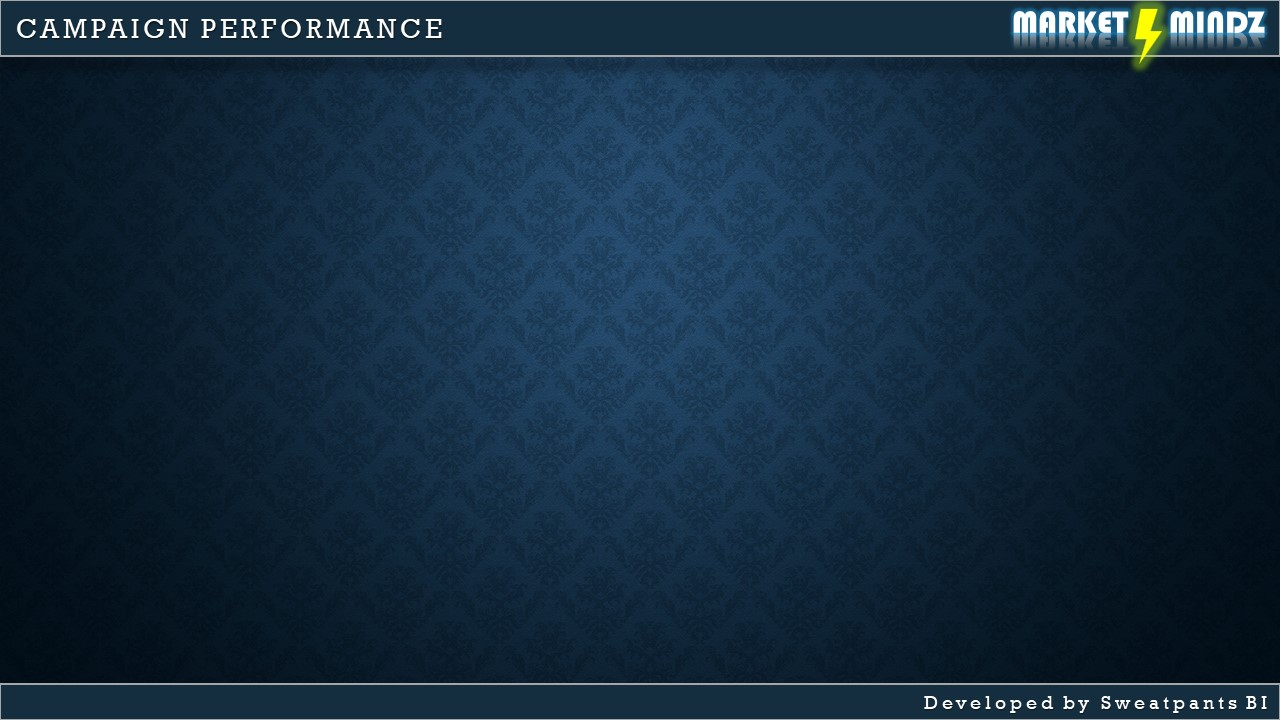 CAMPAIGN PERFORMANCE
MARKET MINDZ
Developed by Sweatpants BI